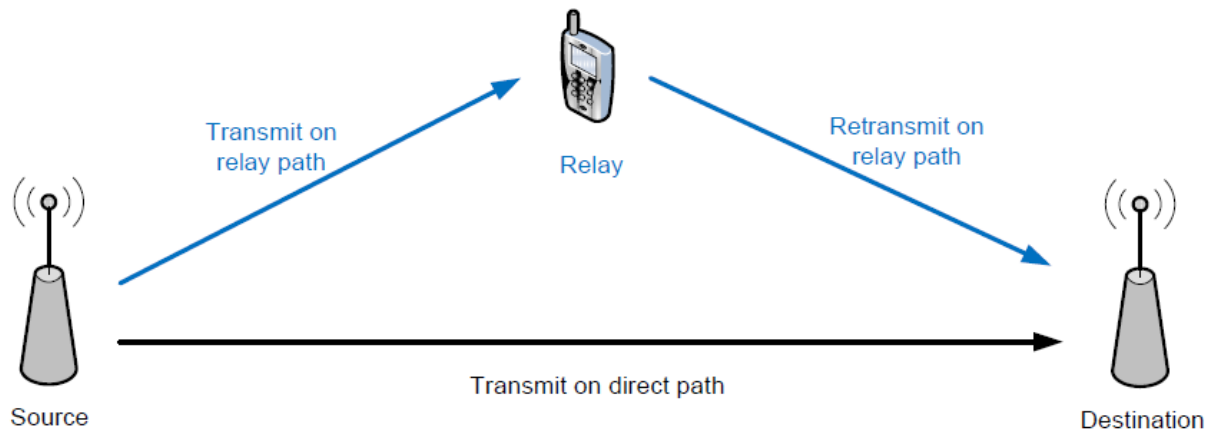 Transmit on
relay path
Relay
Retransmit on
relay path
Transmit on direct path
Source
Destination